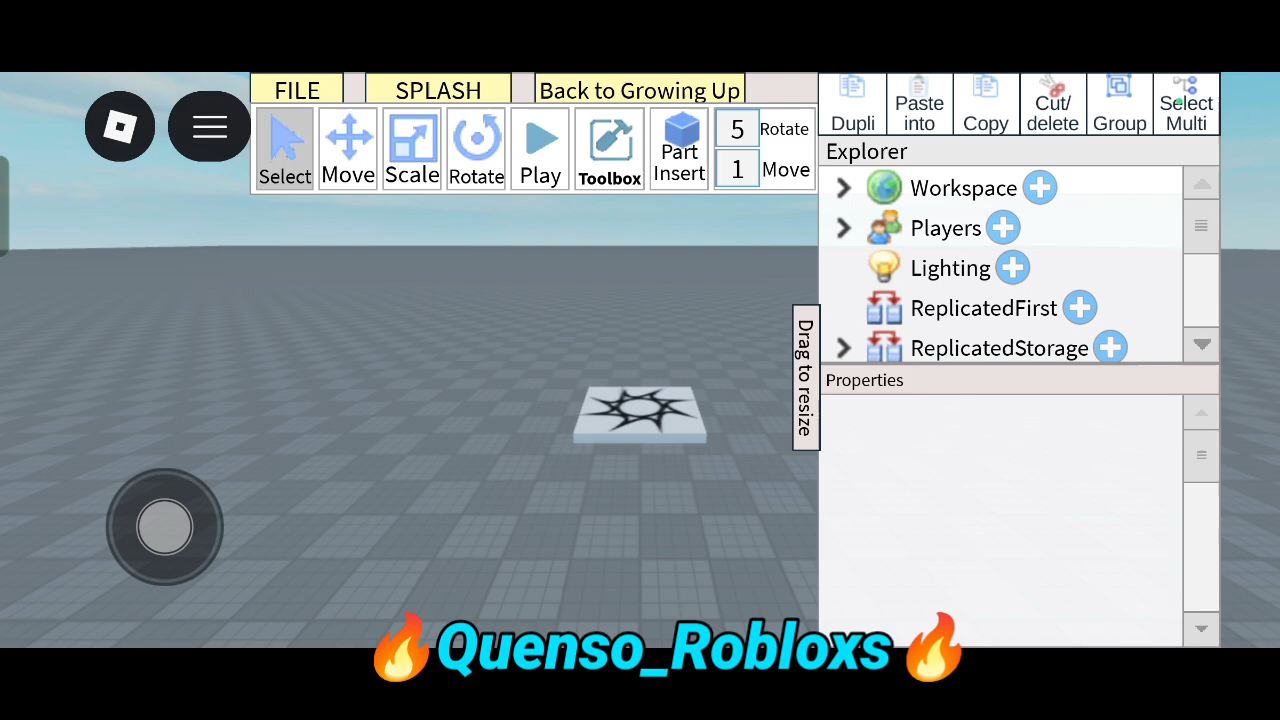 FILE
SPLASH
Back to Growing Up
Select
Move
Scale
Rotate
Play
Toolbox
Part
Insert
5
Rotate
1
Move
Dupli
Paste
into
Copy
Cut/
delete
Group
Select
Multi
Explorer
Workspace
Players
Lighting
ReplicatedFirst
ReplicatedStorage
Drag to resize
Properties
🔥Quenso_Robloxs🔥